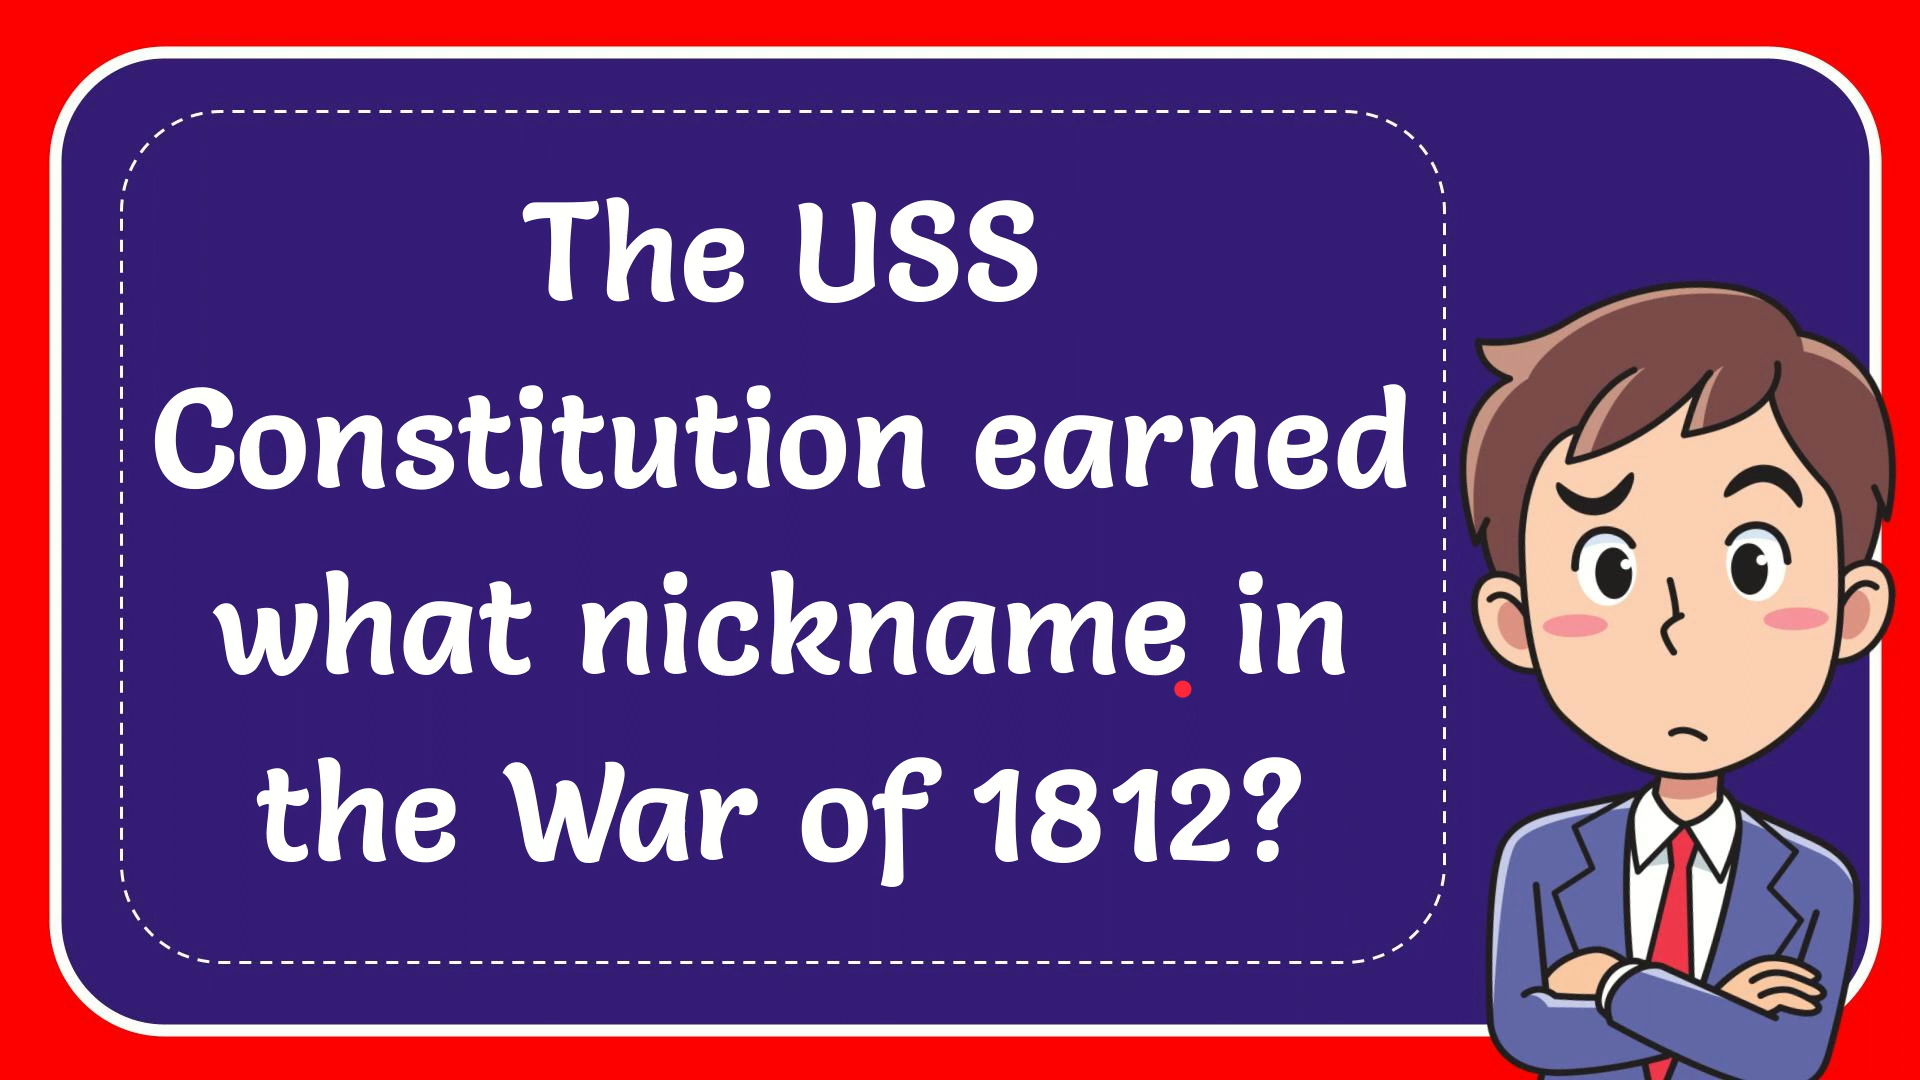 The USS
Constitution earned
what nickname in
the War of 1812?